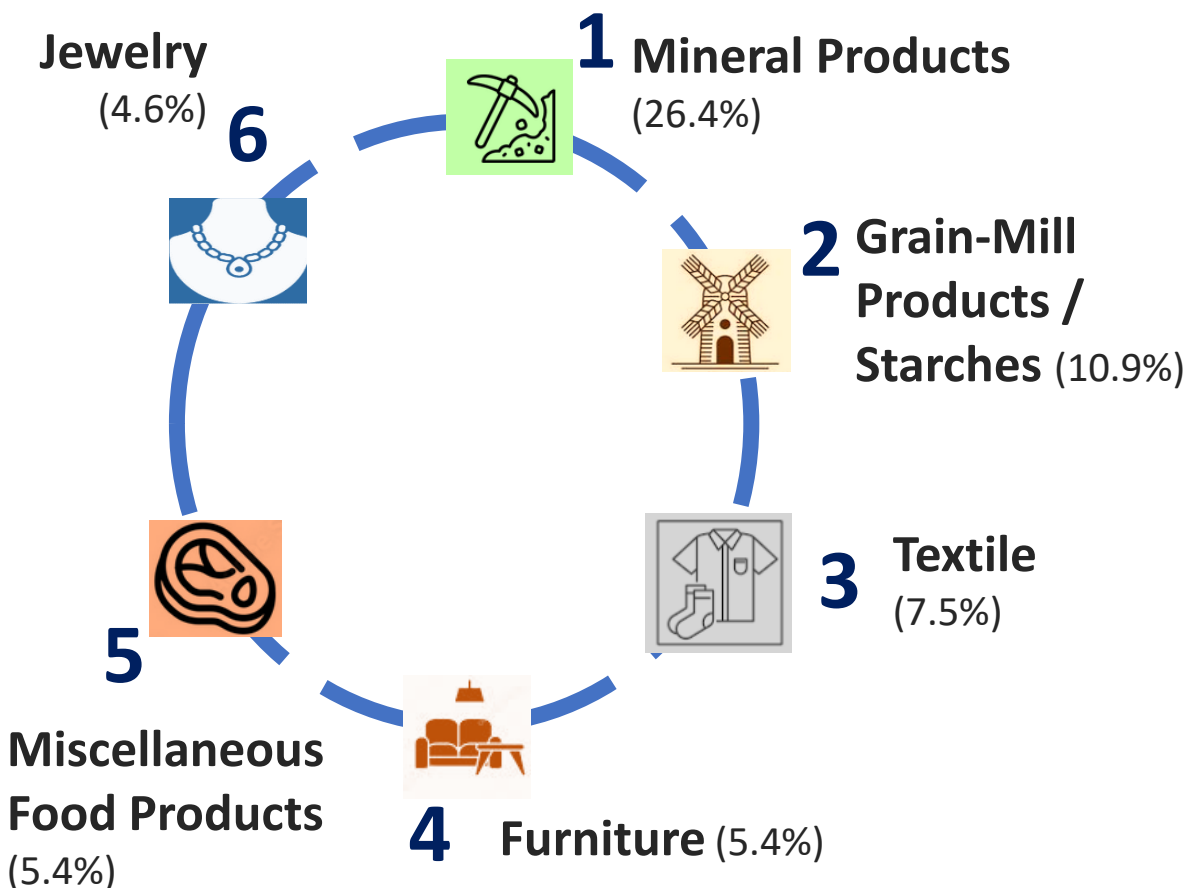 1 Mineral Products
(26.4%)
2 Grain-Mill
Products /
Starches (10.9%)
3 Textile
(7.5%)
4 Furniture (5.4%)
5
Miscellaneous
Food Products
(5.4%)
6
Jewelry
(4.6%)